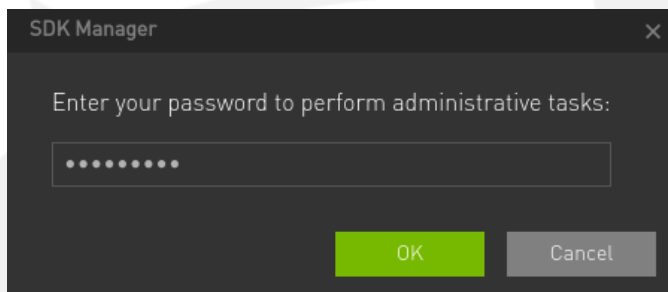 SDK Manager ×
Enter your password to perform administrative tasks:
•••••••••
OK Cancel